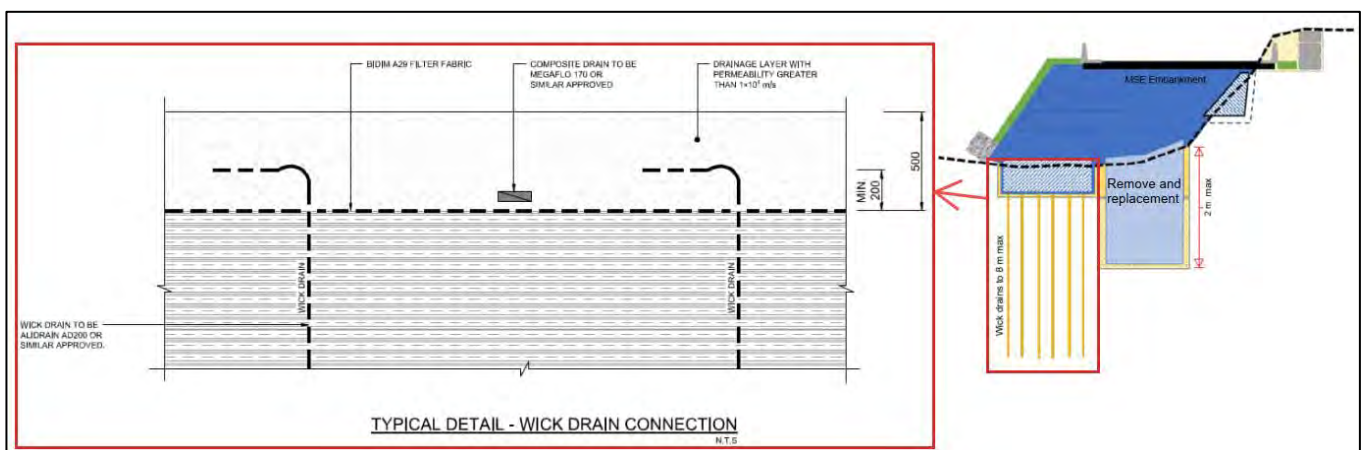 BIDIM A29 FILTER FABRIC
COMPOSITE DRAIN TO BE
MEGAFLO 170 OR
SIMILAR APPROVED
DRAINAGE LAYER WITH
PERMEABILITY GREATER
THAN 1×10⁵ m/s
500
MIN
200
WICK DRAIN
WICK DRAIN
WICK DRAIN TO BE
ALIDRAIN AD200 OR
SIMILAR APPROVED.
TYPICAL DETAIL - WICK DRAIN CONNECTION
N.T.S
MSE Embankment
Remove and
replacement
2 m max
Wick drains to 8 m max